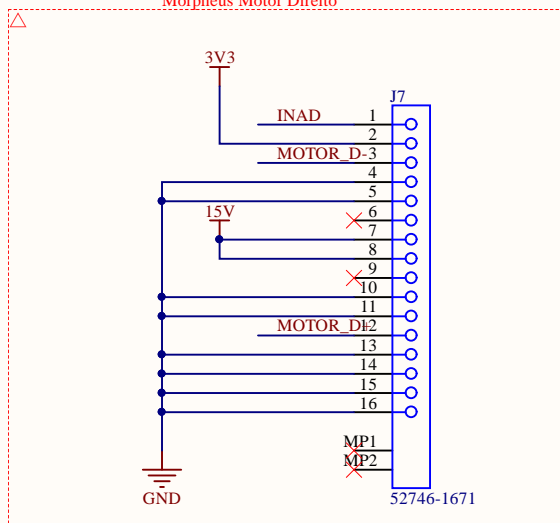 Morpheus Motor Direito
3V3
J7
INAD 1
2
MOTOR_D- 3
4
5
15V 6
7
8
9
10
11
MOTOR_D+ 12
13
14
15
16
MP1
MP2
GND
52746-1671